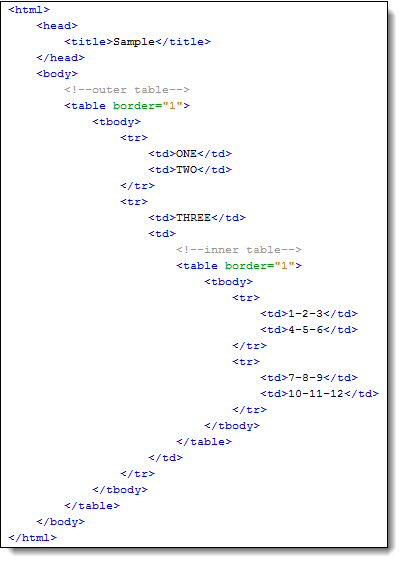 <html>
<head>
<title>Sample</title>
</head>
<body>
<!--outer table-->
<table border="1">
<tbody>
<tr>
<td>ONE</td>
<td>TWO</td>
</tr>
<tr>
<td>THREE</td>
<td>
<!--inner table-->
<table border="1">
<tbody>
<tr>
<td>1-2-3</td>
<td>4-5-6</td>
</tr>
<tr>
<td>7-8-9</td>
<td>10-11-12</td>
</tr>
</tbody>
</table>
</td>
</tr>
</tbody>
</table>
</body>
</html>